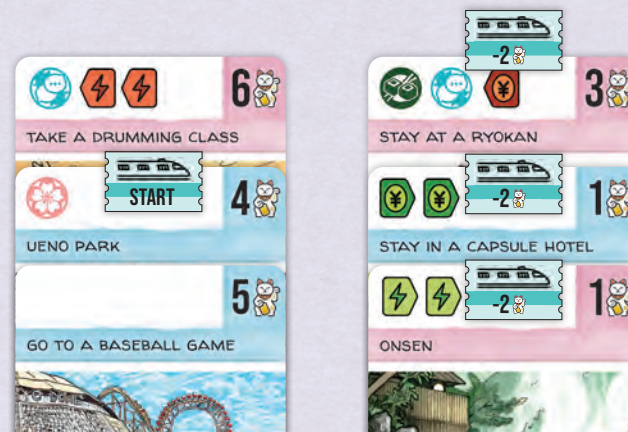 6
TAKE A DRUMMING CLASS
START
4
UENO PARK
5
GO TO A BASEBALL GAME
-2
¥
3
STAY AT A RYOKAN
¥ ¥
-2
1
STAY IN A CAPSULE HOTEL
-2
1
ONSEN